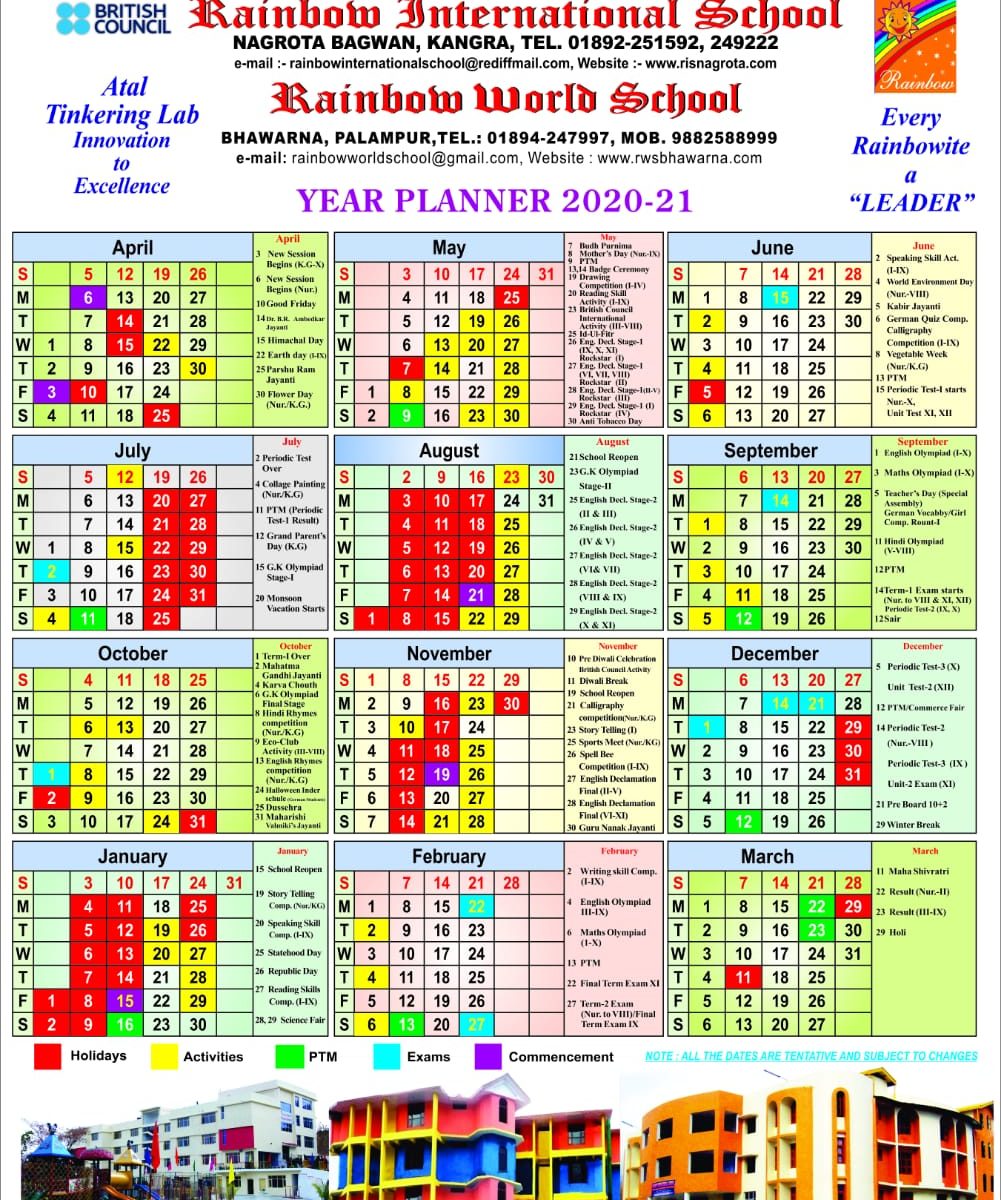 BRITISH
COUNCIL
Rainbow International School
NAGROTA BAGWAN, KANGRA, TEL. 01892-251592, 249222
e-mail :- rainbowinternationalschool@rediffmail.com, Website :- www.risnagrota.com
Rainbow
Atal
Tinkering Lab
Innovation
to
Excellence
Rainbow World School
BHAWARNA, PALAMPUR,TEL.: 01894-247997, MOB. 9882588999
e-mail: rainbowworldschool@gmail.com, Website : www.rwsbhawarna.com
Every
Rainbowite
a
“LEADER”
YEAR PLANNER 2020-21
April
S 5 12 19 26
M 6 13 20 27
T 7 14 21 28
W 1 8 15 22 29
T 2 9 16 23 30
F 3 10 17 24
S 4 11 18 25
April
3 New Session
Begins (K.G-X)
6 New Session
Begins (Nur.)
10 Good Friday
14 Dr. B.R. Ambedkar
Jayanti
15 Himachal Day
22 Earth day (I-IX)
25 Parshu Ram
Jayanti
30 Flower Day
(Nur./K.G.)
May
S 3 10 17 24 31
M 4 11 18 25
T 5 12 19 26
W 6 13 20 27
T 7 14 21 28
F 1 8 15 22 29
S 2 9 16 23 30
May
7 Budh Purnima
8 Mother's Day (Nur.-IX)
9 PTM
13,14 Badge Ceremony
19 Drawing
Competition (I-IV)
20 Reading Skill
Activity (I-IX)
23 British Council
International
Activity (III-VIII)
25 Id-Ul-Fitr
26 Eng. Decl. Stage-1
(IX, X, XI)
Rockstar (I)
27 Eng. Decl. Stage-1
(VI, VII, VIII)
Rockstar (II)
28 Eng. Decl. Stage-1(II-V)
Rockstar (III)
29 Eng. Decl. Stage-1 (I)
Rockstar (IV)
30 Anti Tobacco Day
June
S 7 14 21 28
M 1 8 15 22 29
T 2 9 16 23 30
W 3 10 17 24
T 4 11 18 25
F 5 12 19 26
S 6 13 20 27
June
2 Speaking Skill Act.
(I-IX)
4 World Environment Day
(Nur.-VIII)
5 Kabir Jayanti
6 German Quiz Comp.
Calligraphy
Competition (I-IX)
8 Vegetable Week
(Nur./K.G)
13 PTM
15 Periodic Test-1 starts
Nur.-X,
Unit Test XI, XII
July
S 5 12 19 26
M 6 13 20 27
T 7 14 21 28
W 1 8 15 22 29
T 2 9 16 23 30
F 3 10 17 24 31
S 4 11 18 25
July
2 Periodic Test
Over
4 Collage Painting
(Nur./K.G)
11 PTM (Periodic
Test-1 Result)
12 Grand Parent's
Day (K.G)
15 G.K Olympiad
Stage-I
20 Monsoon
Vacation Starts
August
S 2 9 16 23 30
M 3 10 17 24 31
T 4 11 18 25
W 5 12 19 26
T 6 13 20 27
F 7 14 21 28
S 1 8 15 22 29
August
21 School Reopen
23 G.K Olympiad
Stage-II
25 English Decl. Stage-2
(II & III)
26 English Decl. Stage-2
(IV & V)
27 English Decl. Stage-2
(VI& VII)
28 English Decl. Stage-2
(VIII & IX)
29 English Decl. Stage-2
(X & XI)
September
S 6 13 20 27
M 7 14 21 28
T 1 8 15 22 29
W 2 9 16 23 30
T 3 10 17 24
F 4 11 18 25
S 5 12 19 26
September
1 English Olympiad (I-X)
3 Maths Olympiad (I-X)
5 Teacher's Day (Special
Assembly)
German Vocabby/Girl
Comp. Rount-I
11 Hindi Olympiad
(V-VIII)
12 PTM
14 Term-1 Exam starts
(Nur. to VIII & XI, XII)
Periodic Test-2 (IX, X)
12 Sair
October
S 4 11 18 25
M 5 12 19 26
T 6 13 20 27
W 7 14 21 28
T 1 8 15 22 29
F 2 9 16 23 30
S 3 10 17 24 31
October
1 Term-1 Over
2 Mahatma
Gandhi Jayanti
4 Karva Chouth
6 G.K Olympiad
Final Stage
8 Hindi Rhymes
competition
(Nur./K.G)
9 Eco-Club
Activity (III-VIII)
13 English Rhymes
competition
(Nur./K.G)
24 Halloween Inder
schule (German Students)
25 Dussehra
31 Maharishi
Valmiki's Jayanti
November
S 1 8 15 22 29
M 2 9 16 23 30
T 3 10 17 24
W 4 11 18 25
T 5 12 19 26
F 6 13 20 27
S 7 14 21 28
November
10 Pre Diwali Celebration
British Council Activity
11 Diwali Break
19 School Reopen
21 Calligraphy
competition(Nur./K.G)
23 Story Telling (I)
25 Sports Meet (Nur./KG)
26 Spell Bee
Competition (I-IX)
27 English Declamation
Final (II-V)
28 English Declamation
Final (VI-XI)
30 Guru Nanak Jayanti
December
S 6 13 20 27
M 7 14 21 28
T 1 8 15 22 29
W 2 9 16 23 30
T 3 10 17 24 31
F 4 11 18 25
S 5 12 19 26
December
5 Periodic Test-3 (X)
Unit Test-2 (XII)
12 PTM/Commerce Fair
14 Periodic Test-2
(Nur.-VIII )
Periodic Test-3 (IX )
Unit-2 Exam (XI)
21 Pre Board 10+2
29 Winter Break
January
S 3 10 17 24 31
M 4 11 18 25
T 5 12 19 26
W 6 13 20 27
T 7 14 21 28
F 1 8 15 22 29
S 2 9 16 23 30
January
15 School Reopen
19 Story Telling
Comp. (Nur./KG)
20 Speaking Skill
Comp. (I-IX)
25 Statehood Day
26 Republic Day
27 Reading Skills
Comp. (I-IX)
28, 29 Science Fair
February
S 7 14 21 28
M 1 8 15 22
T 2 9 16 23
W 3 10 17 24
T 4 11 18 25
F 5 12 19 26
S 6 13 20 27
February
2 Writing skill Comp.
(I-IX)
4 English Olympiad
III-IX)
6 Maths Olympiad
(I-X)
13 PTM
22 Final Term Exam XI
27 Term-2 Exam
(Nur. to VIII)/Final
Term Exam IX
March
S 7 14 21 28
M 1 8 15 22 29
T 2 9 16 23 30
W 3 10 17 24 31
T 4 11 18 25
F 5 12 19 26
S 6 13 20 27
March
11 Maha Shivratri
22 Result (Nur.-II)
23 Result (III-IX)
29 Holi
Holidays Activities PTM Exams Commencement
NOTE : ALL THE DATES ARE TENTATIVE AND SUBJECT TO CHANGES